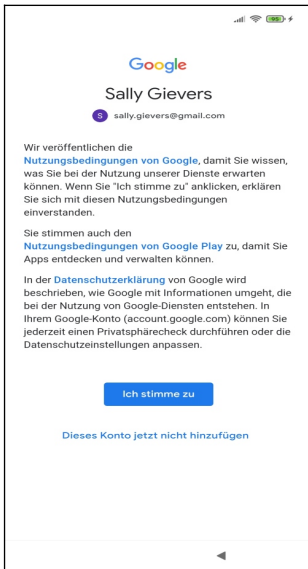 95
Google
Sally Gievers
S sally.gievers@gmail.com
Wir veröffentlichen die
Nutzungsbedingungen von Google, damit Sie wissen,
was Sie bei der Nutzung unserer Dienste erwarten
können. Wenn Sie "Ich stimme zu" anklicken, erklären
Sie sich mit diesen Nutzungsbedingungen
einverstanden.
Sie stimmen auch den
Nutzungsbedingungen von Google Play zu, damit Sie
Apps entdecken und verwalten können.
In der Datenschutzerklärung von Google wird
beschrieben, wie Google mit Informationen umgeht, die
bei der Nutzung von Google-Diensten entstehen. In
Ihrem Google-Konto (account.google.com) können Sie
jederzeit einen Privatsphärecheck durchführen oder die
Datenschutzeinstellungen anpassen.
Ich stimme zu
Dieses Konto jetzt nicht hinzufügen